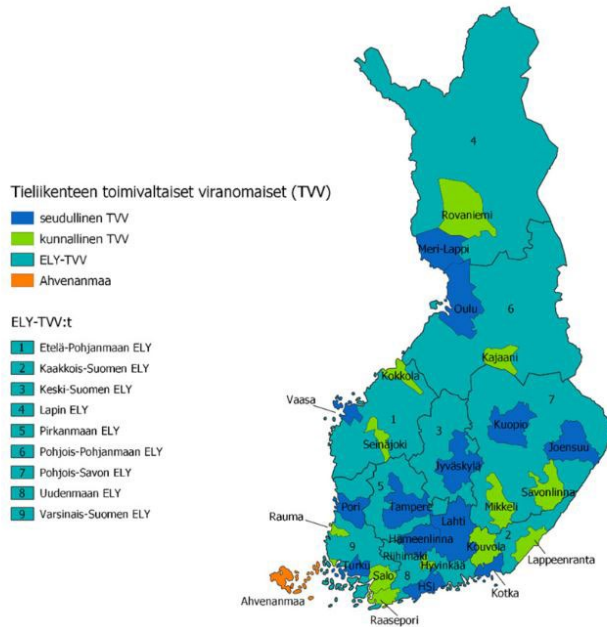 Tieliikenteen toimivaltaiset viranomaiset (TVV)
seudullinen TVV
kunnallinen TVV
ELY-TVV
Ahvenanmaa
ELY-TVV:t
1 Etelä-Pohjanmaan ELY
2 Kaakkois-Suomen ELY
3 Keski-Suomen ELY
4 Lapin ELY
5 Pirkanmaan ELY
6 Pohjois-Pohjanmaan ELY
7 Pohjois-Savon ELY
8 Uudenmaan ELY
9 Varsinais-Suomen ELY
4
Rovaniemi
Meri-Lappi
Oulu
6
Kajaani
Kokkola
7
Vaasa
1
Kuopio
Seinäjoki
3
Joensuu
Jyväskylä
5
Savonlinna
Pori
Tampere
Mikkeli
Lahti
Rauma
Hämeenlinna
2
Kouvola
9
Riihimäki
Lappeenranta
Turku
Hyvinkää
Salo
8
HSl
Kotka
Ahvenanmaa
Raasepori